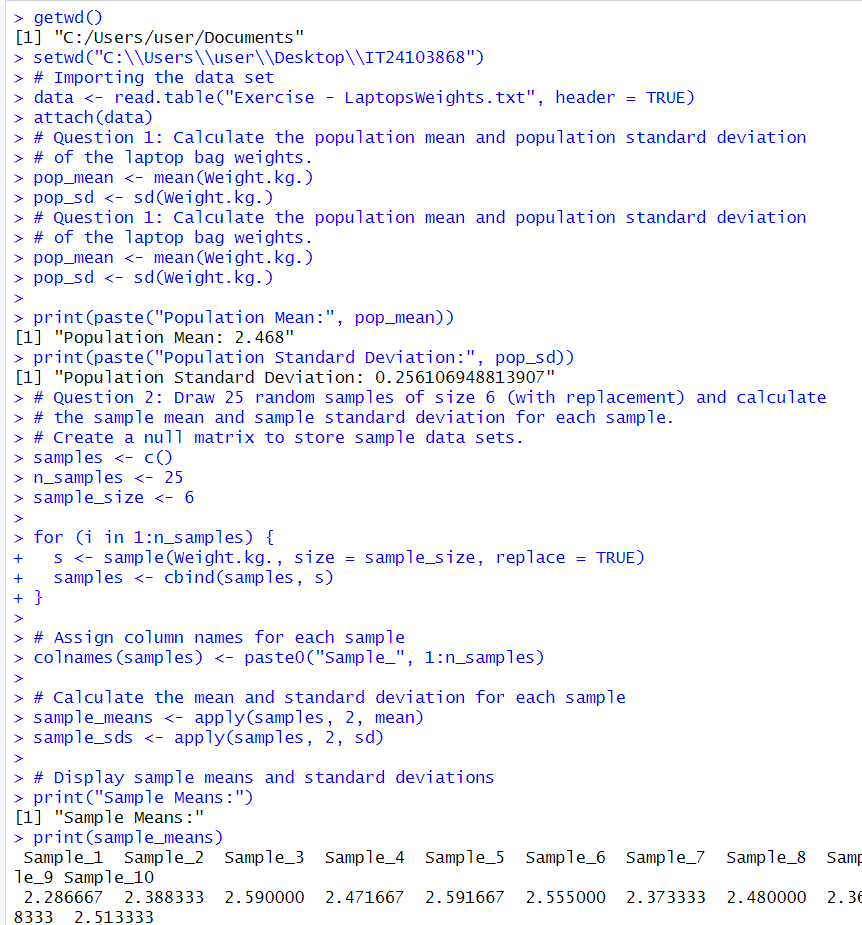 > getwd()
[1] "C:/Users/user/Documents"
> setwd("C:\\Users\\user\\Desktop\\IT24103868")
> # Importing the data set
> data <- read.table("Exercise - LaptopsWeights.txt", header = TRUE)
> attach(data)
> # Question 1: Calculate the population mean and population standard deviation
> # of the laptop bag weights.
> pop_mean <- mean(Weight.kg.)
> pop_sd <- sd(Weight.kg.)
> # Question 1: Calculate the population mean and population standard deviation
> # of the laptop bag weights.
> pop_mean <- mean(Weight.kg.)
> pop_sd <- sd(Weight.kg.)
>
> print(paste("Population Mean:", pop_mean))
[1] "Population Mean: 2.468"
> print(paste("Population Standard Deviation:", pop_sd))
[1] "Population Standard Deviation: 0.256106948813907"
> # Question 2: Draw 25 random samples of size 6 (with replacement) and calculate
> # the sample mean and sample standard deviation for each sample.
> # Create a null matrix to store sample data sets.
> samples <- c()
> n_samples <- 25
> sample_size <- 6
>
> for (i in 1:n_samples) {
+   s <- sample(Weight.kg., size = sample_size, replace = TRUE)
+   samples <- cbind(samples, s)
+ }
>
> # Assign column names for each sample
> colnames(samples) <- paste0("Sample_", 1:n_samples)
>
> # Calculate the mean and standard deviation for each sample
> sample_means <- apply(samples, 2, mean)
> sample_sds <- apply(samples, 2, sd)
>
> # Display sample means and standard deviations
> print("Sample Means:")
[1] "Sample Means:"
> print(sample_means)
Sample_1  Sample_2  Sample_3  Sample_4  Sample_5  Sample_6  Sample_7  Sample_8  Samp
le_9 Sample_10
2.286667  2.388333  2.590000  2.471667  2.591667  2.555000  2.373333  2.480000  2.36
8333  2.513333